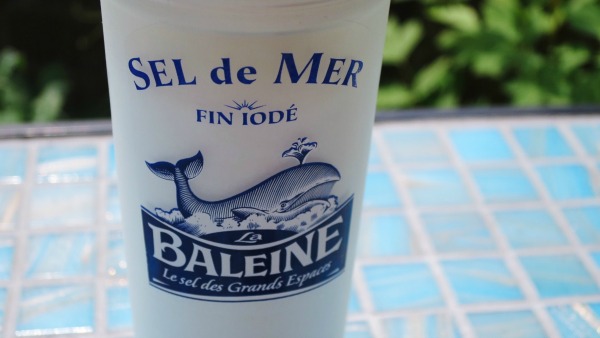 SEL de MER
FIN IODÉ
La
BALEINE
Le sel des Grands Espaces